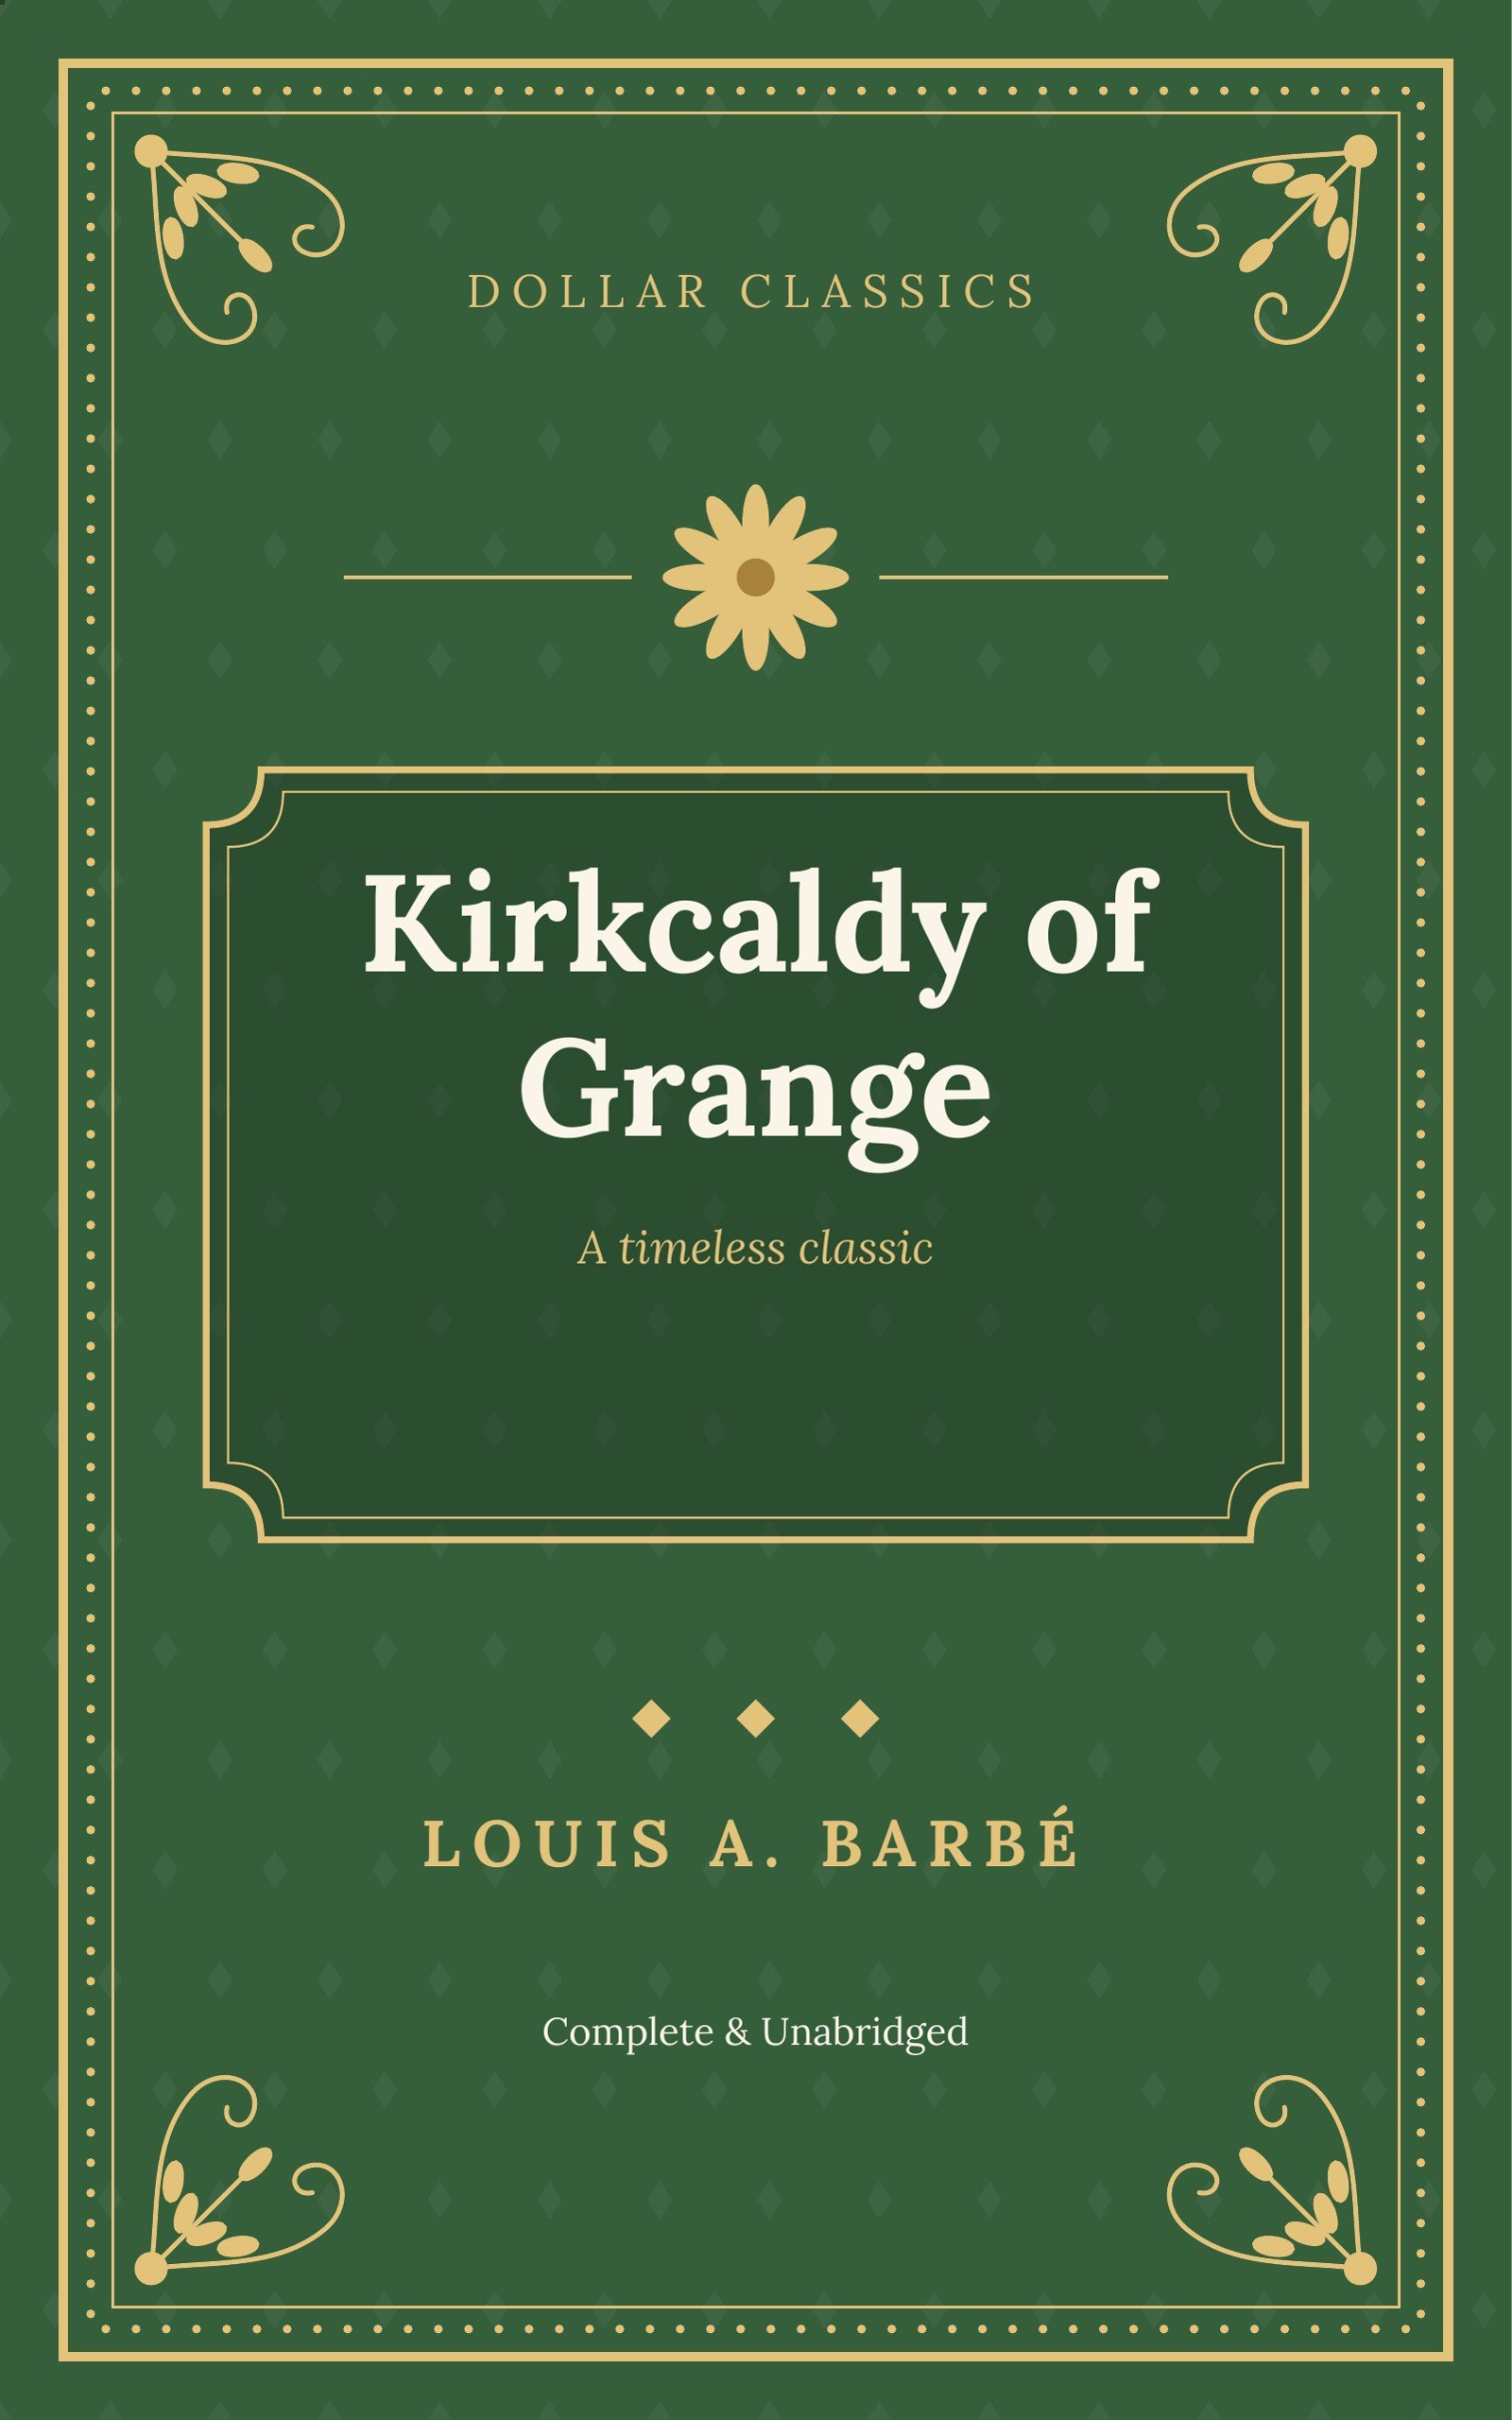 DOLLAR CLASSICS
Kirkcaldy of
Grange
A timeless classic
LOUIS A. BARBÉ
Complete & Unabridged